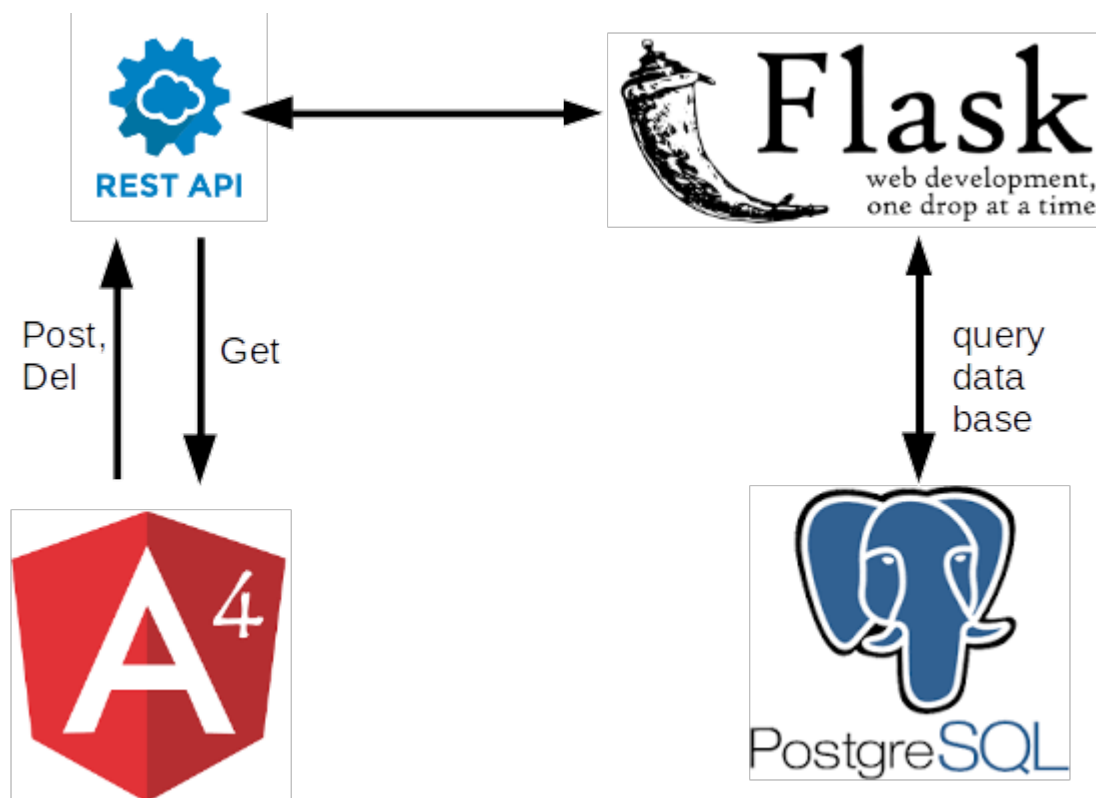 REST API
Flask
web development,
one drop at a time
Post,
Del
Get
query
data
base
A
4
PostgreSQL